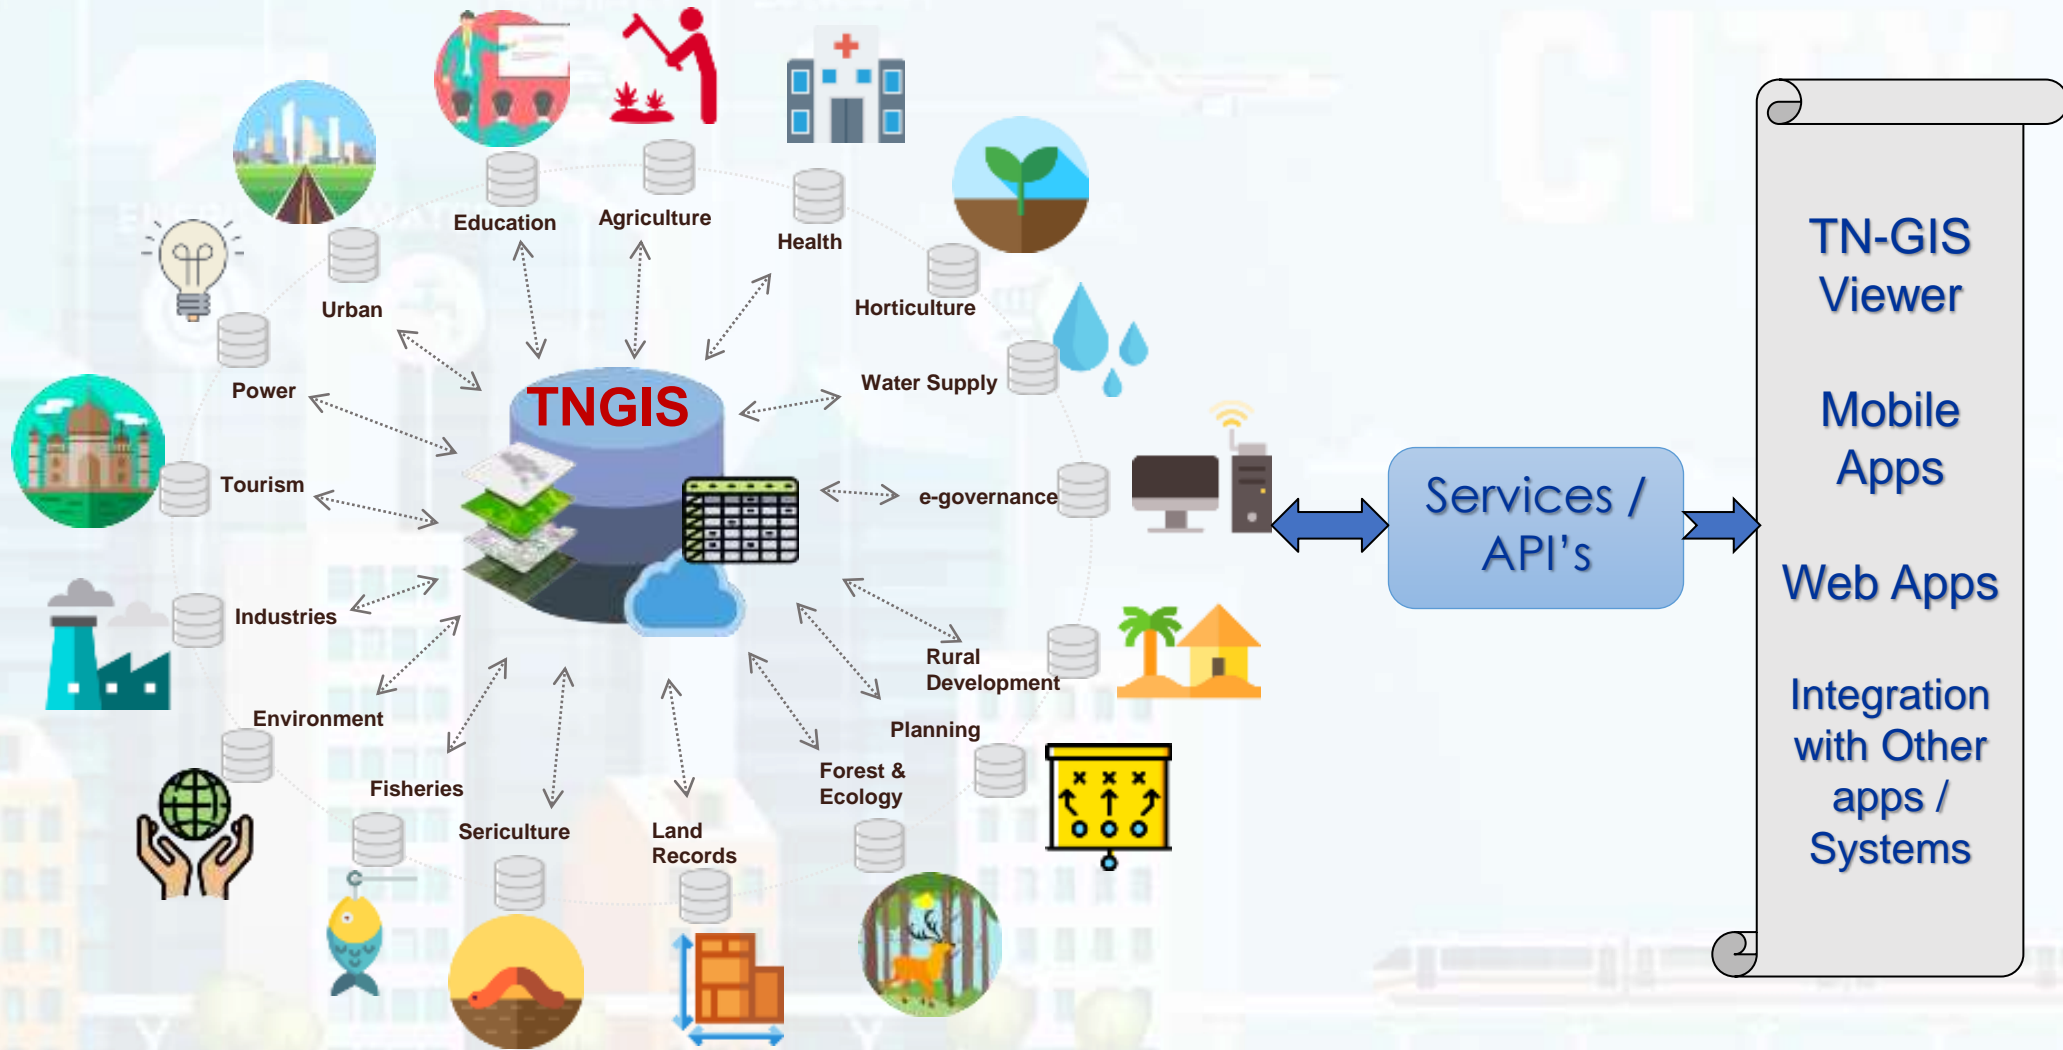 CITY
Education
Agriculture
Health
Urban
Horticulture
Power
TNGIS
Water Supply
Tourism
e-governance
Industries
Rural
Development
Environment
Planning
Fisheries
Forest &
Ecology
Sericulture
Land
Records
Services /
API's
TN-GIS
Viewer
Mobile
Apps
Web Apps
Integration
with Other
apps /
Systems